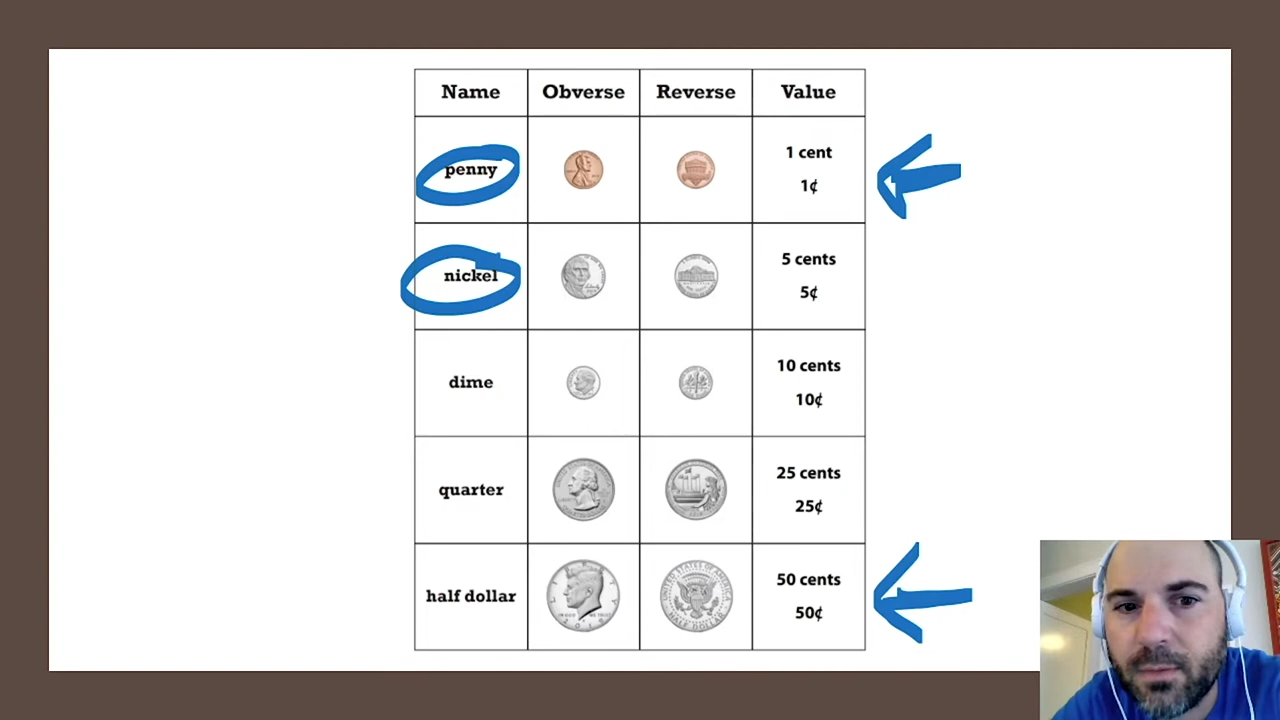 Name Obverse Reverse Value
penny
1 cent
1¢
nickel
5 cents
5¢
dime
10 cents
10¢
quarter
25 cents
25¢
half dollar
50 cents
50¢